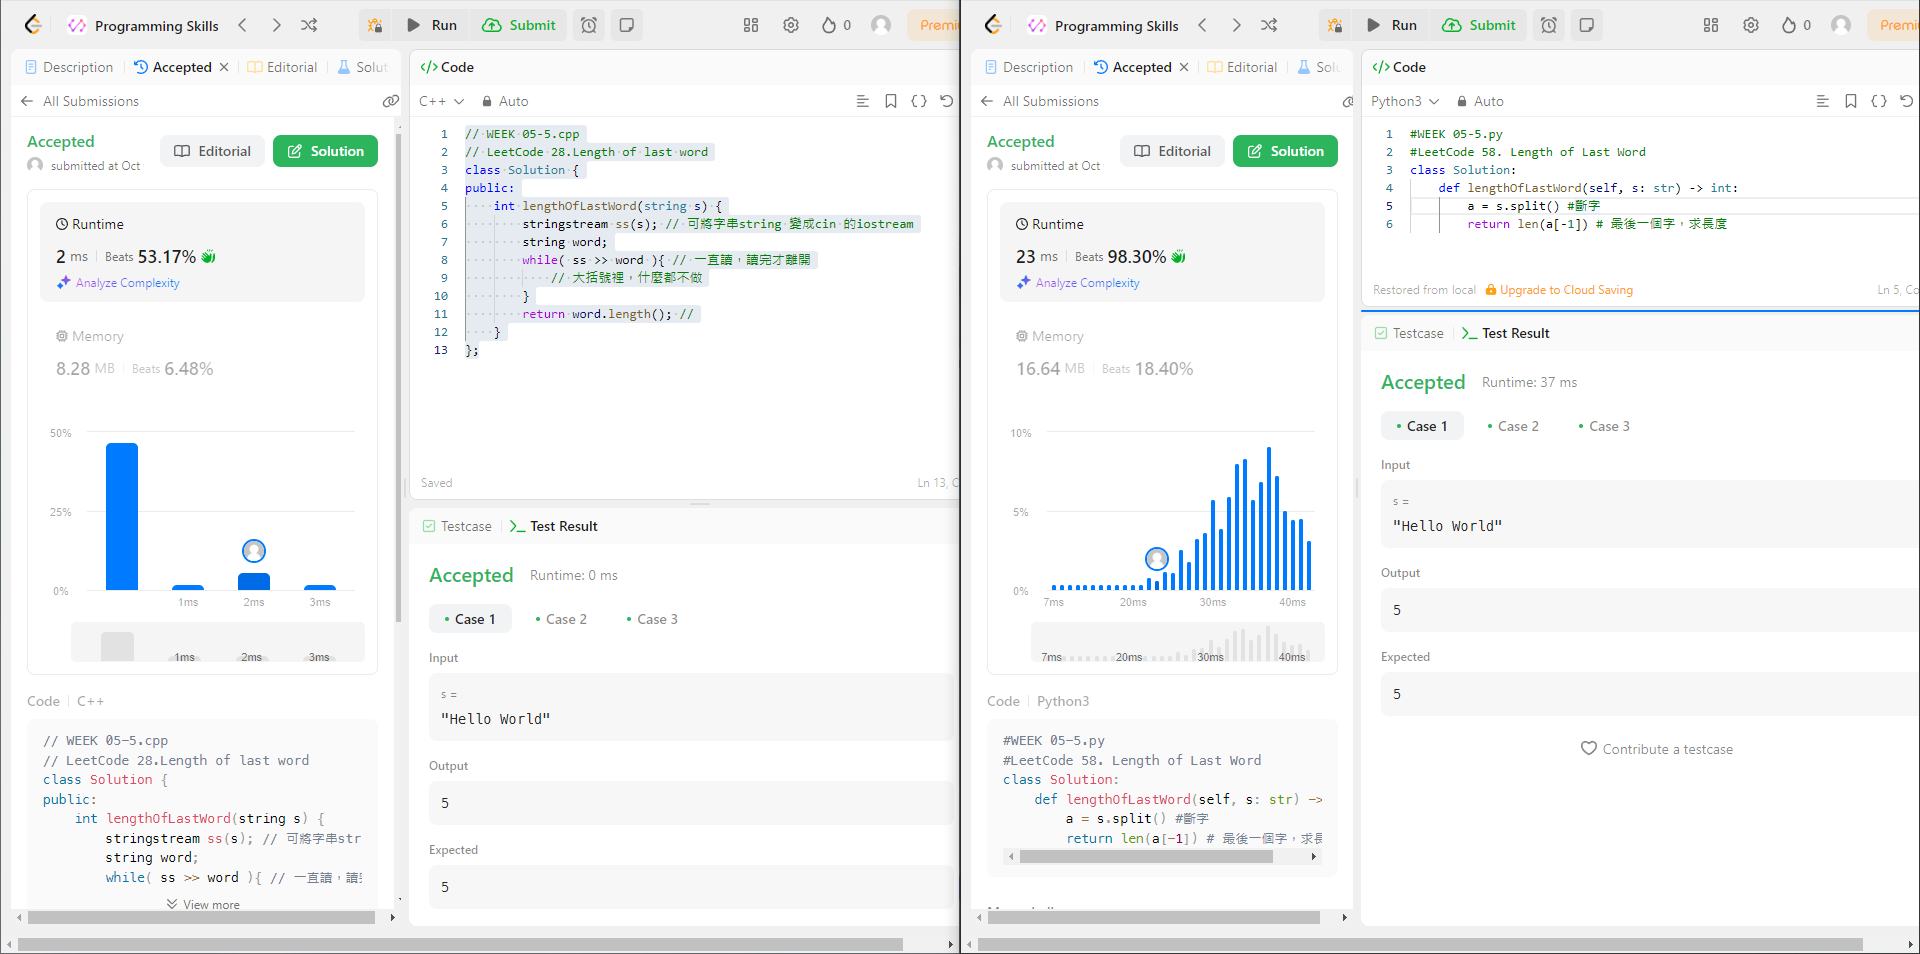 Programming Skills
Run
Submit
0
Premi
Description
Accepted
Editorial
Solut
All Submissions
Accepted
submitted at Oct
Editorial
Solution
Runtime
2 ms
Beats 53.17%
Analyze Complexity
Memory
8.28 MB
Beats 6.48%
50%
25%
0%
1ms 2ms 3ms
1ms 2ms 3ms
Code
C++
// WEEK 05-5.cpp
// LeetCode 28.Length of last word
class Solution {
public:
int lengthOfLastWord(string s) {
stringstream ss(s); // 可將字串str
string word;
while( ss >> word ){ // 一直讀，讀
View more
Code
C++
Auto
1 // WEEK 05-5.cpp
2 // LeetCode 28.Length of last word
3 class Solution {
4 public:
5 int lengthOfLastWord(string s) {
6 stringstream ss(s); // 可將字串string 變成cin 的iostream
7 string word;
8 while( ss >> word ){ // 一直讀，讀完才離開
9 // 大括號裡，什麼都不做
10 }
11 return word.length(); //
12 }
13 };
Saved
Ln 13, C
Testcase
Test Result
Accepted
Runtime: 0 ms
Case 1
Case 2
Case 3
Input
s =
"Hello World"
Output
5
Expected
5
Programming Skills
Run
Submit
0
Premi
Description
Accepted
Editorial
Solu
All Submissions
Accepted
submitted at Oct
Editorial
Solution
Runtime
23 ms
Beats 98.30%
Analyze Complexity
Memory
16.64 MB
Beats 18.40%
10%
5%
0%
7ms 20ms 30ms 40ms
7ms 20ms 30ms 40ms
Code
Python3
#WEEK 05-5.py
#LeetCode 58. Length of Last Word
class Solution:
def lengthOfLastWord(self, s: str) ->
a = s.split() #斷字
return len(a[-1]) # 最後一個字，求長
Code
Python3
Auto
1 #WEEK 05-5.py
2 #LeetCode 58. Length of Last Word
3 class Solution:
4 def lengthOfLastWord(self, s: str) -> int:
5 a = s.split() #斷字
6 return len(a[-1]) # 最後一個字，求長度
Restored from local
Upgrade to Cloud Saving
Ln 5, Co
Testcase
Test Result
Accepted
Runtime: 37 ms
Case 1
Case 2
Case 3
Input
s =
"Hello World"
Output
5
Expected
5
Contribute a testcase